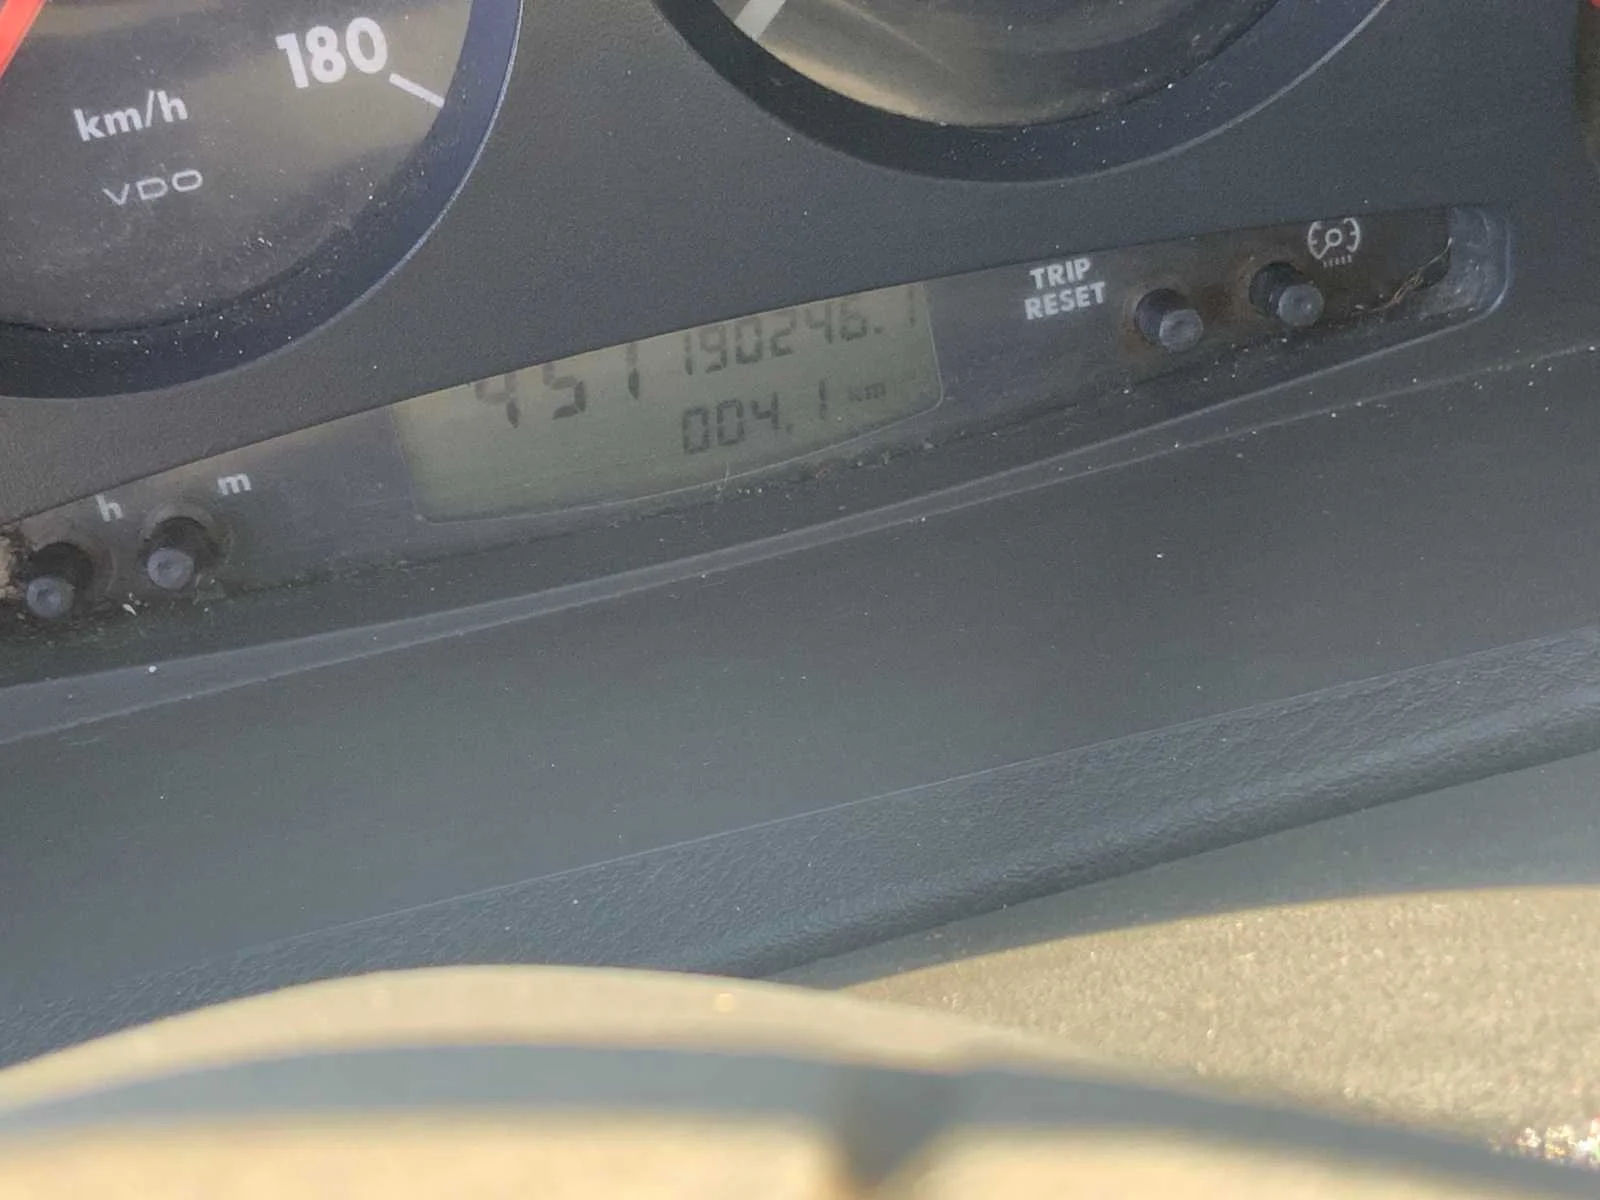 180
km/h
VDO
TRIP
RESET
451 190246.1
004.1 km
h
m